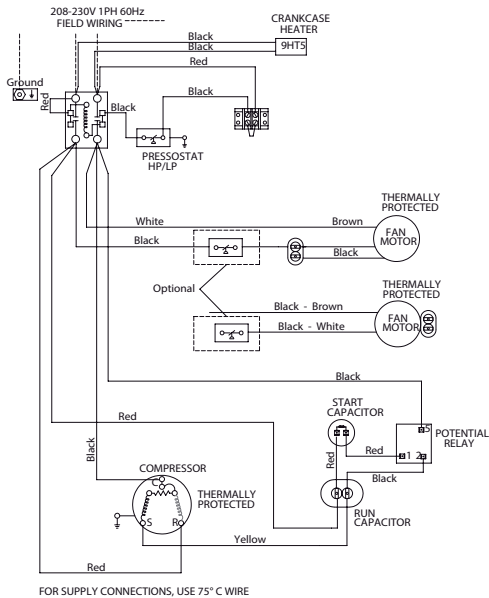 208-230V 1PH 60Hz
FIELD WIRING
CRANKCASE
HEATER
9HT5
Black
Black
Red
Ground
Red
Black
Black
PRESSOSTAT
HP/LP
THERMALLY
PROTECTED
White
Brown
FAN
MOTOR
Black
Black
Optional
THERMALLY
PROTECTED
Black - Brown
FAN
MOTOR
Black - White
Black
START
CAPACITOR
Red
5
POTENTIAL
RELAY
Black
Red
Red
1 2
COMPRESSOR
Black
C
THERMALLY
PROTECTED
RUN
CAPACITOR
S
R
Yellow
Red
FOR SUPPLY CONNECTIONS, USE 75° C WIRE